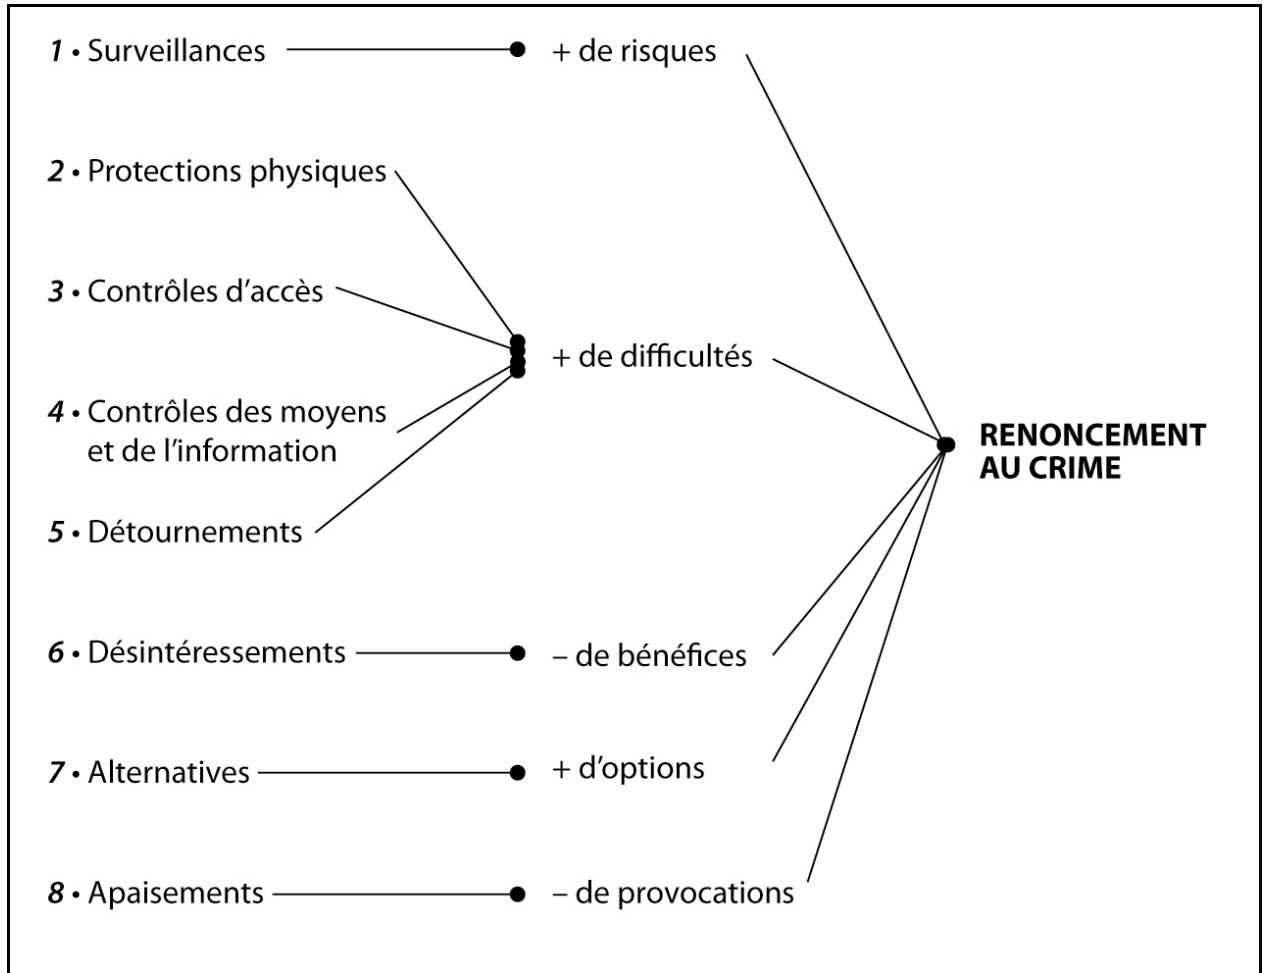 1 • Surveillances
+ de risques
2 • Protections physiques
3 • Contrôles d’accès
+ de difficultés
4 • Contrôles des moyens
et de l’information
RENONCEMENT
AU CRIME
5 • Détournements
6 • Désintéressements
– de bénéfices
7 • Alternatives
+ d’options
8 • Apaisements
– de provocations